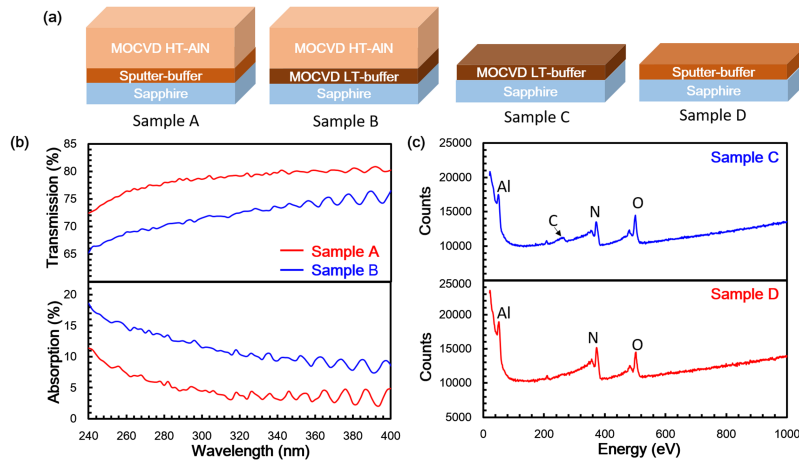 (a)
MOCVD HT-AlN
Sputter-buffer
Sapphire
Sample A
MOCVD HT-AlN
MOCVD LT-buffer
Sapphire
Sample B
MOCVD LT-buffer
Sapphire
Sample C
Sputter-buffer
Sapphire
Sample D
(b)
Transmission (%)
85
80
75
70
65
Sample A
Sample B
Absorption (%)
20
15
10
5
0
240
260
280
300
320
340
360
380
400
Wavelength (nm)
(c)
Counts
25000
20000
15000
10000
Sample C
Al
C
N
O
Counts
25000
20000
15000
10000
5000
Sample D
Al
N
O
0
200
400
600
800
1000
Energy (eV)